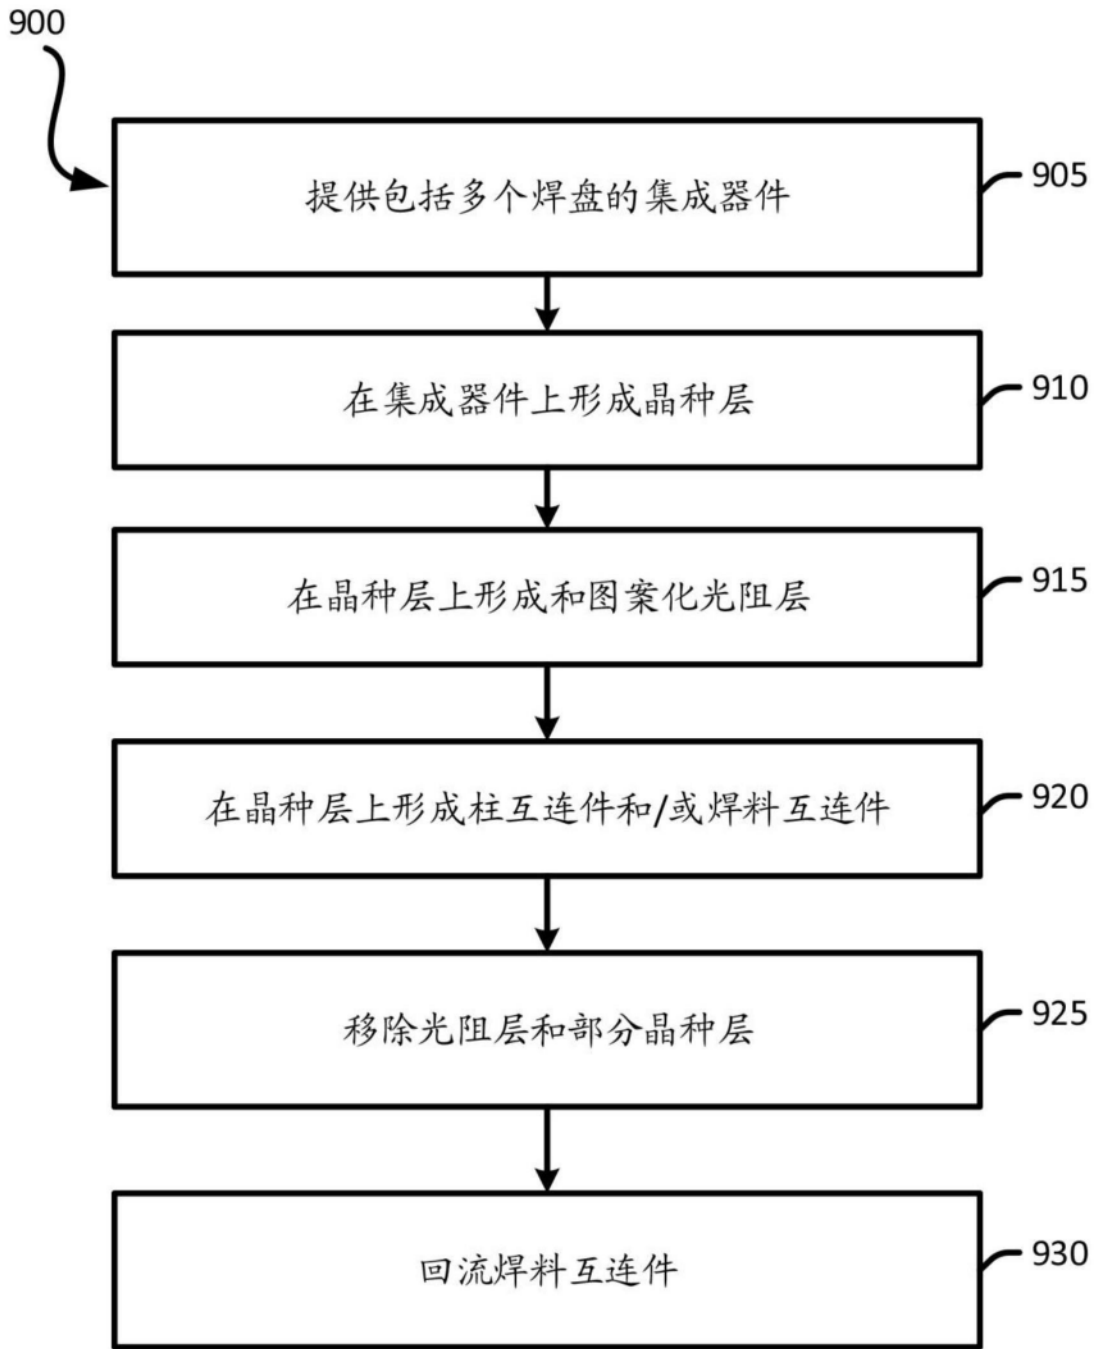 900
提供包括多个焊盘的集成器件
905
在集成器件上形成晶种层
910
在晶种层上形成和图案化光阻层
915
在晶种层上形成柱互连件和/或焊料互连件
920
移除光阻层和部分晶种层
925
回流焊料互连件
930